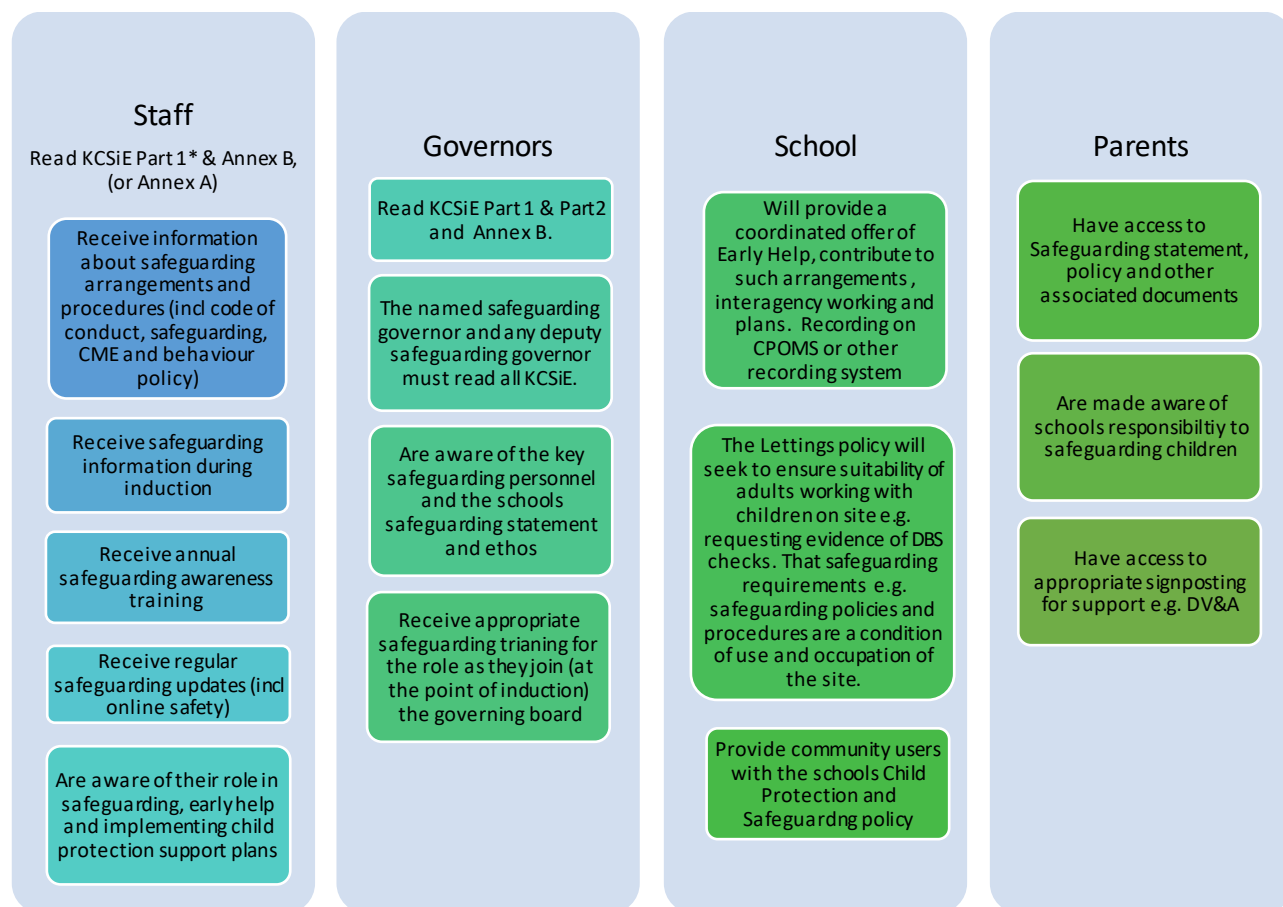 Staff
Read KCSiE Part 1* & Annex B,
(or Annex A)
Receive information
about safeguarding
arrangements and
procedures (incl code of
conduct, safeguarding,
CME and behaviour
policy)
Receive safeguarding
information during
induction
Receive annual
safeguarding awareness
training
Receive regular
safeguarding updates (incl
online safety)
Are aware of their role in
safeguarding, early help
and implementing child
protection support plans
Governors
Read KCSiE Part 1 & Part2
and Annex B.
The named safeguarding
governor and any deputy
safeguarding governor
must read all KCSiE.
Are aware of the key
safeguarding personnel
and the schools
safeguarding statement
and ethos
Receive appropriate
safeguarding trianing for
the role as they join (at
the point of induction)
the governing board
School
Will provide a
coordinated offer of
Early Help, contribute to
such arrangements ,
interagency working and
plans. Recording on
CPOMS or other
recording system
The Lettings policy will
seek to ensure suitability of
adults working with
children on site e.g.
requesting evidence of DBS
checks. That safeguarding
requirements e.g.
safeguarding policies and
procedures are a condition
of use and occupation of
the site.
Provide community users
with the schools Child
Protection and
Safeguardng policy
Parents
Have access to
Safeguarding statement,
policy and other
associated documents
Are made aware of
schools responsibiltiy to
safeguarding children
Have access to
appropriate signposting
for support e.g. DV&A